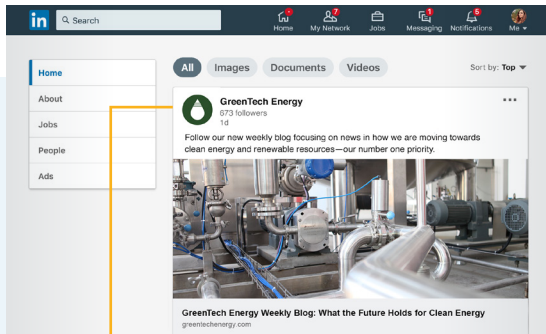 in
Search
Home
My Network
7
Jobs
Messaging
1
Notifications
5
Me
Home
About
Jobs
People
Ads
All Images Documents Videos
Sort by: Top
GreenTech Energy
673 followers
1d
Follow our new weekly blog focusing on news in how we are moving towards
clean energy and renewable resources—our number one priority.
GreenTech Energy Weekly Blog: What the Future Holds for Clean Energy
greentechenergy.com